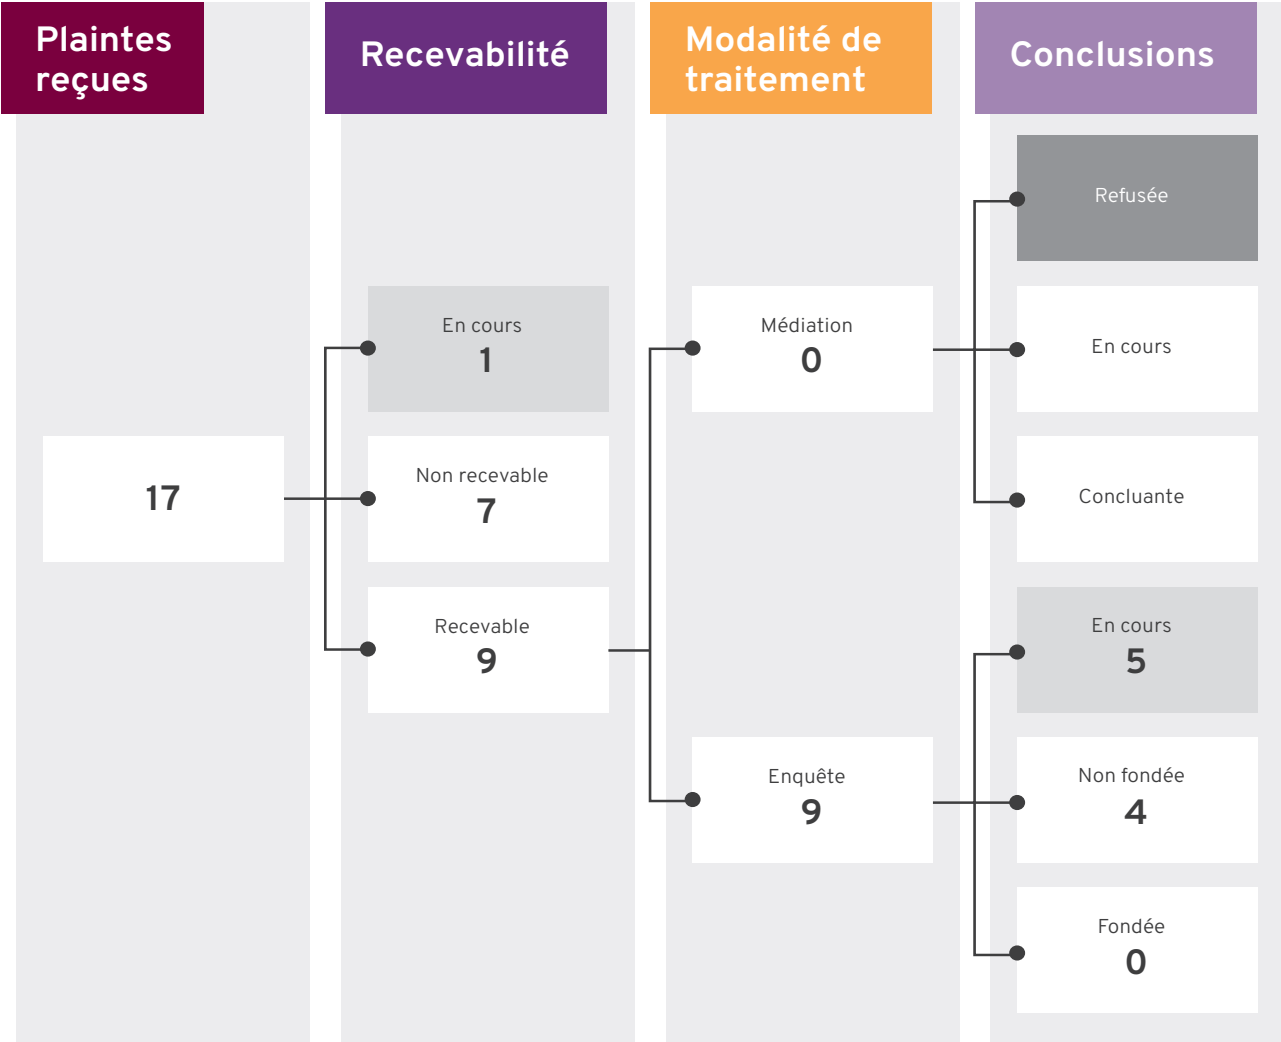 Plaintes
reçues
Recevabilité
Modalité de
traitement
Conclusions
17
En cours
1
Non recevable
7
Recevable
9
Médiation
0
Enquête
9
Refusée
En cours
Concluante
En cours
5
Non fondée
4
Fondée
0